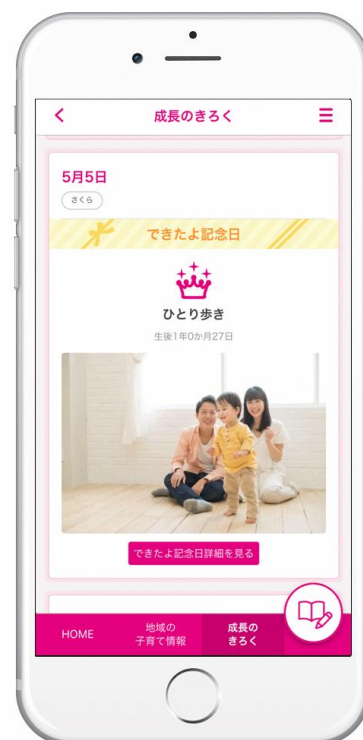 成長のきろく
5月5日
さくら
できたよ記念日
ひとり歩き
生後1年0か月27日
できたよ記念日詳細を見る
HOME
地域の
子育て情報
成長の
きろく